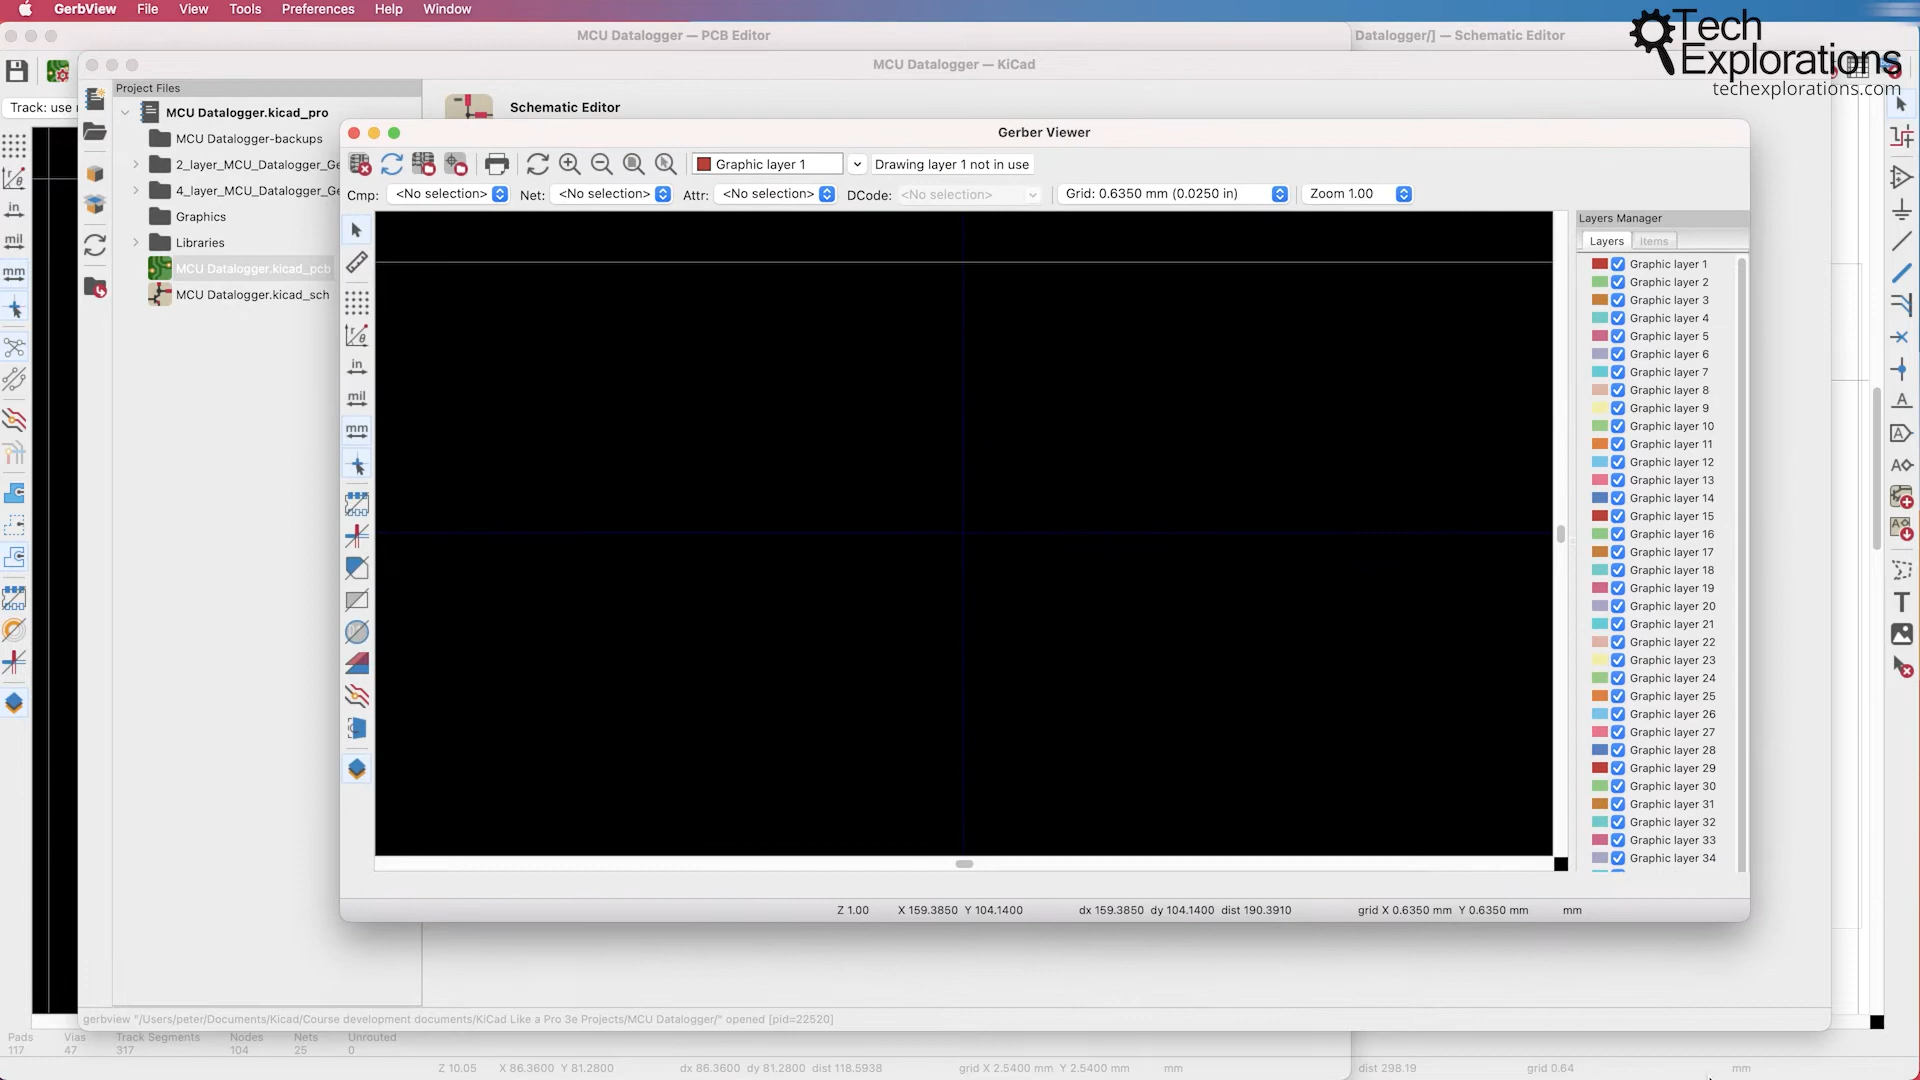 GerbView File View Tools Preferences Help Window
MCU Datalogger — PCB Editor
Datalogger/] — Schematic Editor
Tech
Explorations
techexplorations.com
MCU Datalogger — KiCad
Project Files
Track: use
MCU Datalogger.kicad_pro
MCU Datalogger-backups
2_layer_MCU_Datalogger_Ge
4_layer_MCU_Datalogger_Ge
Graphics
Libraries
MCU Datalogger.kicad_pcb
MCU Datalogger.kicad_sch
Schematic Editor
Gerber Viewer
Graphic layer 1
Drawing layer 1 not in use
Cmp: <No selection> Net: <No selection> Attr: <No selection> DCode: <No selection> Grid: 0.6350 mm (0.0250 in) Zoom 1.00
in
mil
mm
in
mil
mm
Layers Manager
Layers Items
Graphic layer 1
Graphic layer 2
Graphic layer 3
Graphic layer 4
Graphic layer 5
Graphic layer 6
Graphic layer 7
Graphic layer 8
Graphic layer 9
Graphic layer 10
Graphic layer 11
Graphic layer 12
Graphic layer 13
Graphic layer 14
Graphic layer 15
Graphic layer 16
Graphic layer 17
Graphic layer 18
Graphic layer 19
Graphic layer 20
Graphic layer 21
Graphic layer 22
Graphic layer 23
Graphic layer 24
Graphic layer 25
Graphic layer 26
Graphic layer 27
Graphic layer 28
Graphic layer 29
Graphic layer 30
Graphic layer 31
Graphic layer 32
Graphic layer 33
Graphic layer 34
Z 1.00 X 159.3850 Y 104.1400 dx 159.3850 dy 104.1400 dist 190.3910 grid X 0.6350 mm Y 0.6350 mm mm
gerbview "/Users/peter/Documents/Kicad/Course development documents/KiCad Like a Pro 3e Projects/MCU Datalogger/" opened [pid=22520]
Pads Vias Track Segments Nodes Nets Unrouted
117 47 317 104 25 0
Z 10.05 X 86.3600 Y 81.2800 dx 86.3600 dy 81.2800 dist 118.5938 grid X 2.5400 mm Y 2.5400 mm mm
dist 298.19 grid 0.64 mm